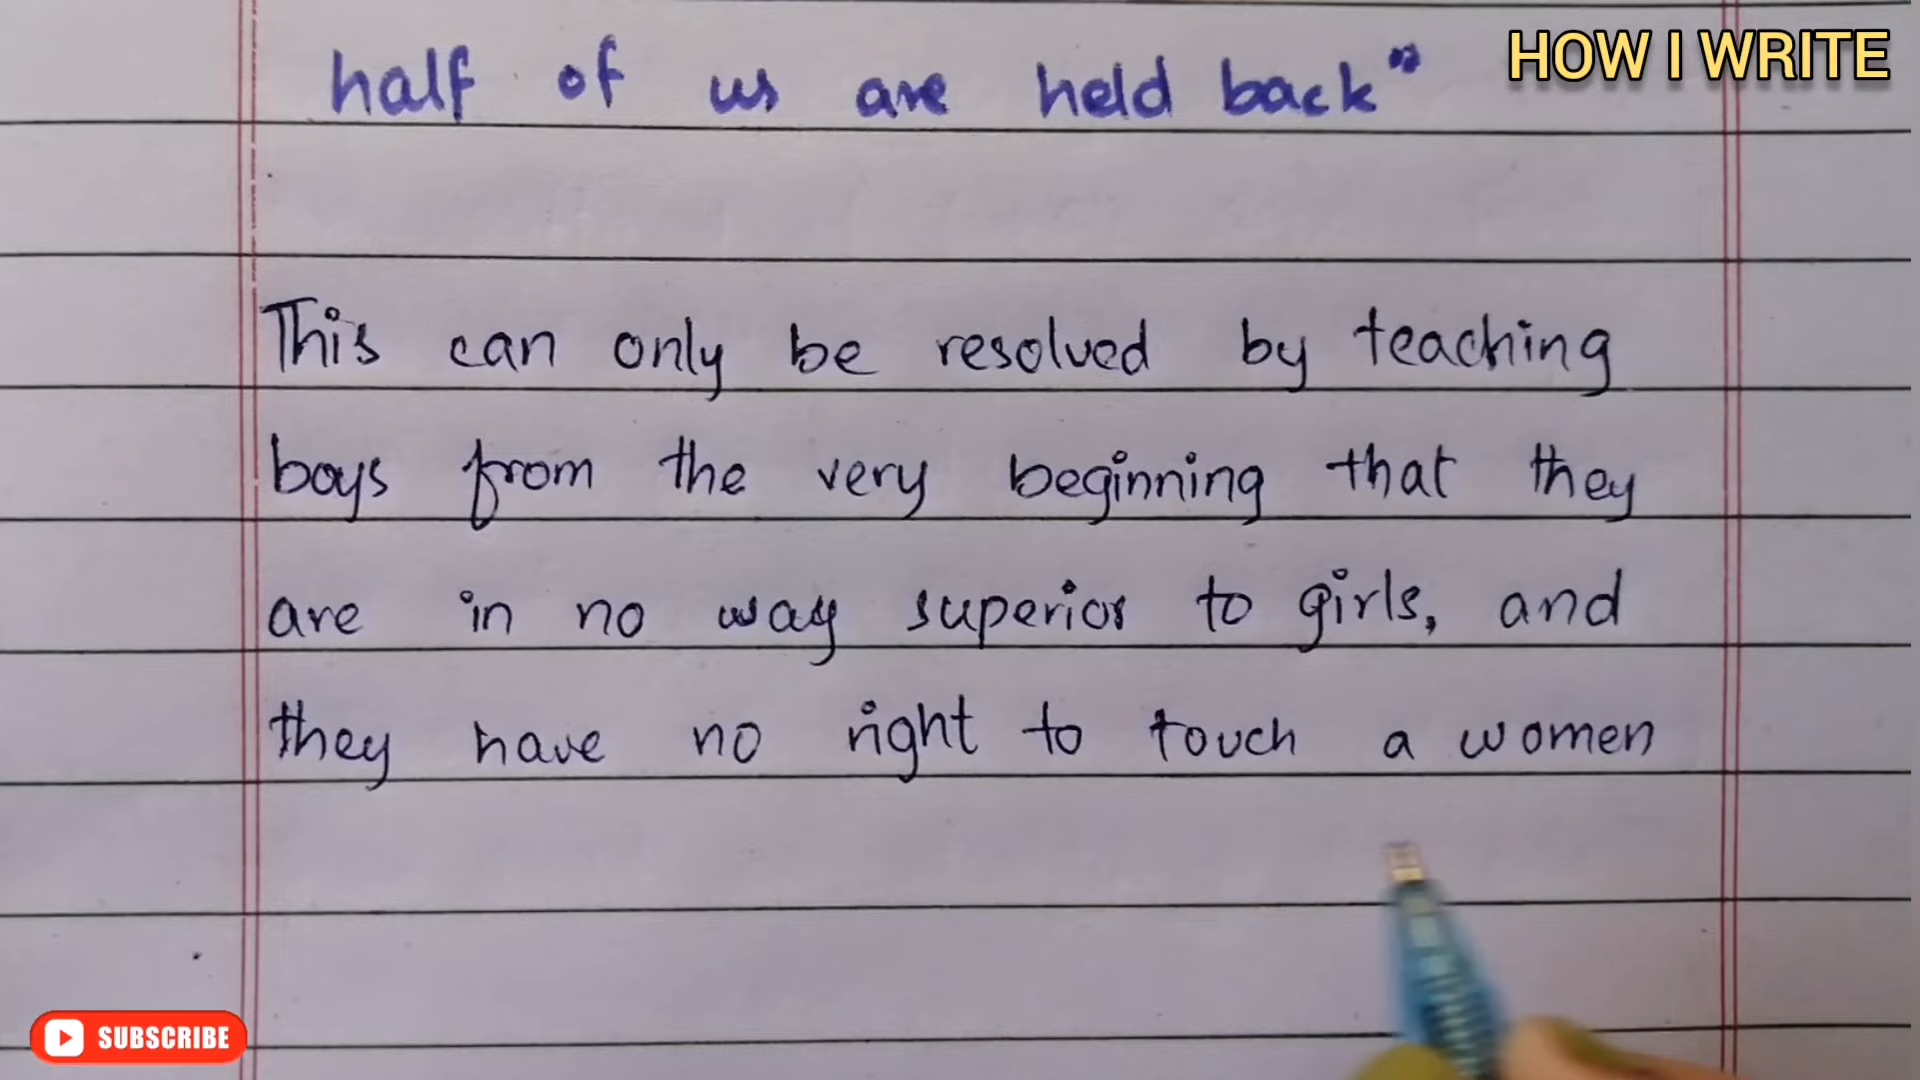 half of us are held back"
HOW I WRITE
This can only be resolved by teaching
boys from the very beginning that they
are in no way superior to girls, and
they have no right to touch a women
SUBSCRIBE